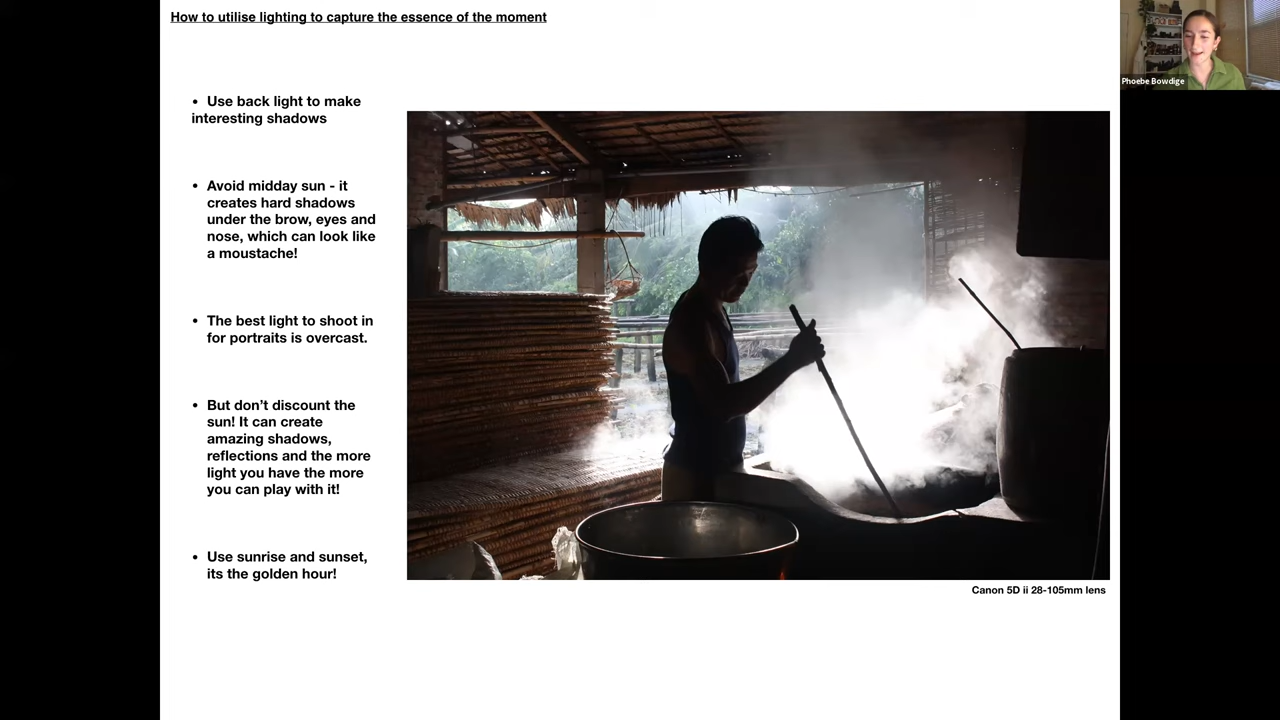 How to utilise lighting to capture the essence of the moment
Phoebe Bowdige
• Use back light to make
interesting shadows
• Avoid midday sun - it
creates hard shadows
under the brow, eyes and
nose, which can look like
a moustache!
• The best light to shoot in
for portraits is overcast.
• But don’t discount the
sun! It can create
amazing shadows,
reflections and the more
light you have the more
you can play with it!
• Use sunrise and sunset,
its the golden hour!
Canon 5D ii 28-105mm lens